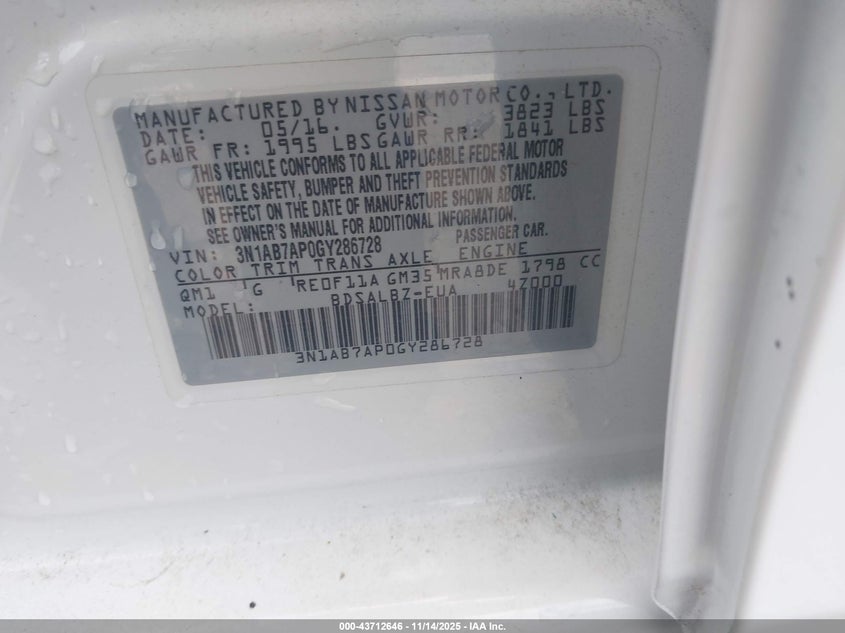 MANUFACTURED BY NISSAN MOTOR CO., LTD.
DATE: 05/16. GVWR: 3823 LBS
GAWR FR: 1995 LBS GAWR RR: 1841 LBS
THIS VEHICLE CONFORMS TO ALL APPLICABLE FEDERAL MOTOR
VEHICLE SAFETY, BUMPER AND THEFT PREVENTION STANDARDS
IN EFFECT ON THE DATE OF MANUFACTURE SHOWN ABOVE.
SEE OWNER'S MANUAL FOR ADDITIONAL INFORMATION.
VIN: 3N1AB7AP0GY286728 PASSENGER CAR.
COLOR TRIM TRANS AXLE ENGINE
QM1 G RE0F11A GM35 MRA8DE 1798 CC
MODEL: BDSALBZ-EUA 4Z000
3N1AB7AP0GY286728
000-43712646 - 11/14/2025 - IAA Inc.